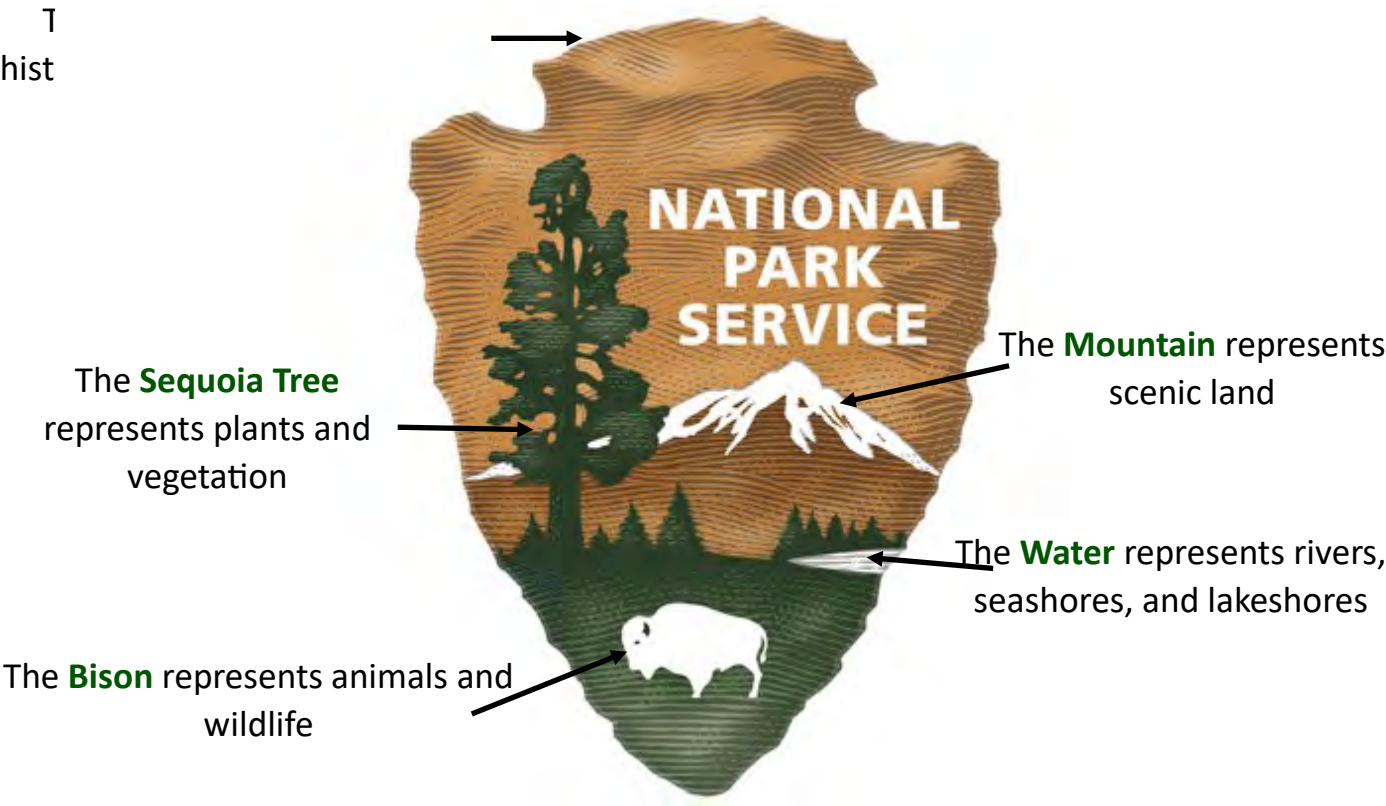 hist
NATIONAL
PARK
SERVICE
The Mountain represents
scenic land
The Sequoia Tree
represents plants and
vegetation
The Water represents rivers,
seashores, and lakeshores
The Bison represents animals and
wildlife